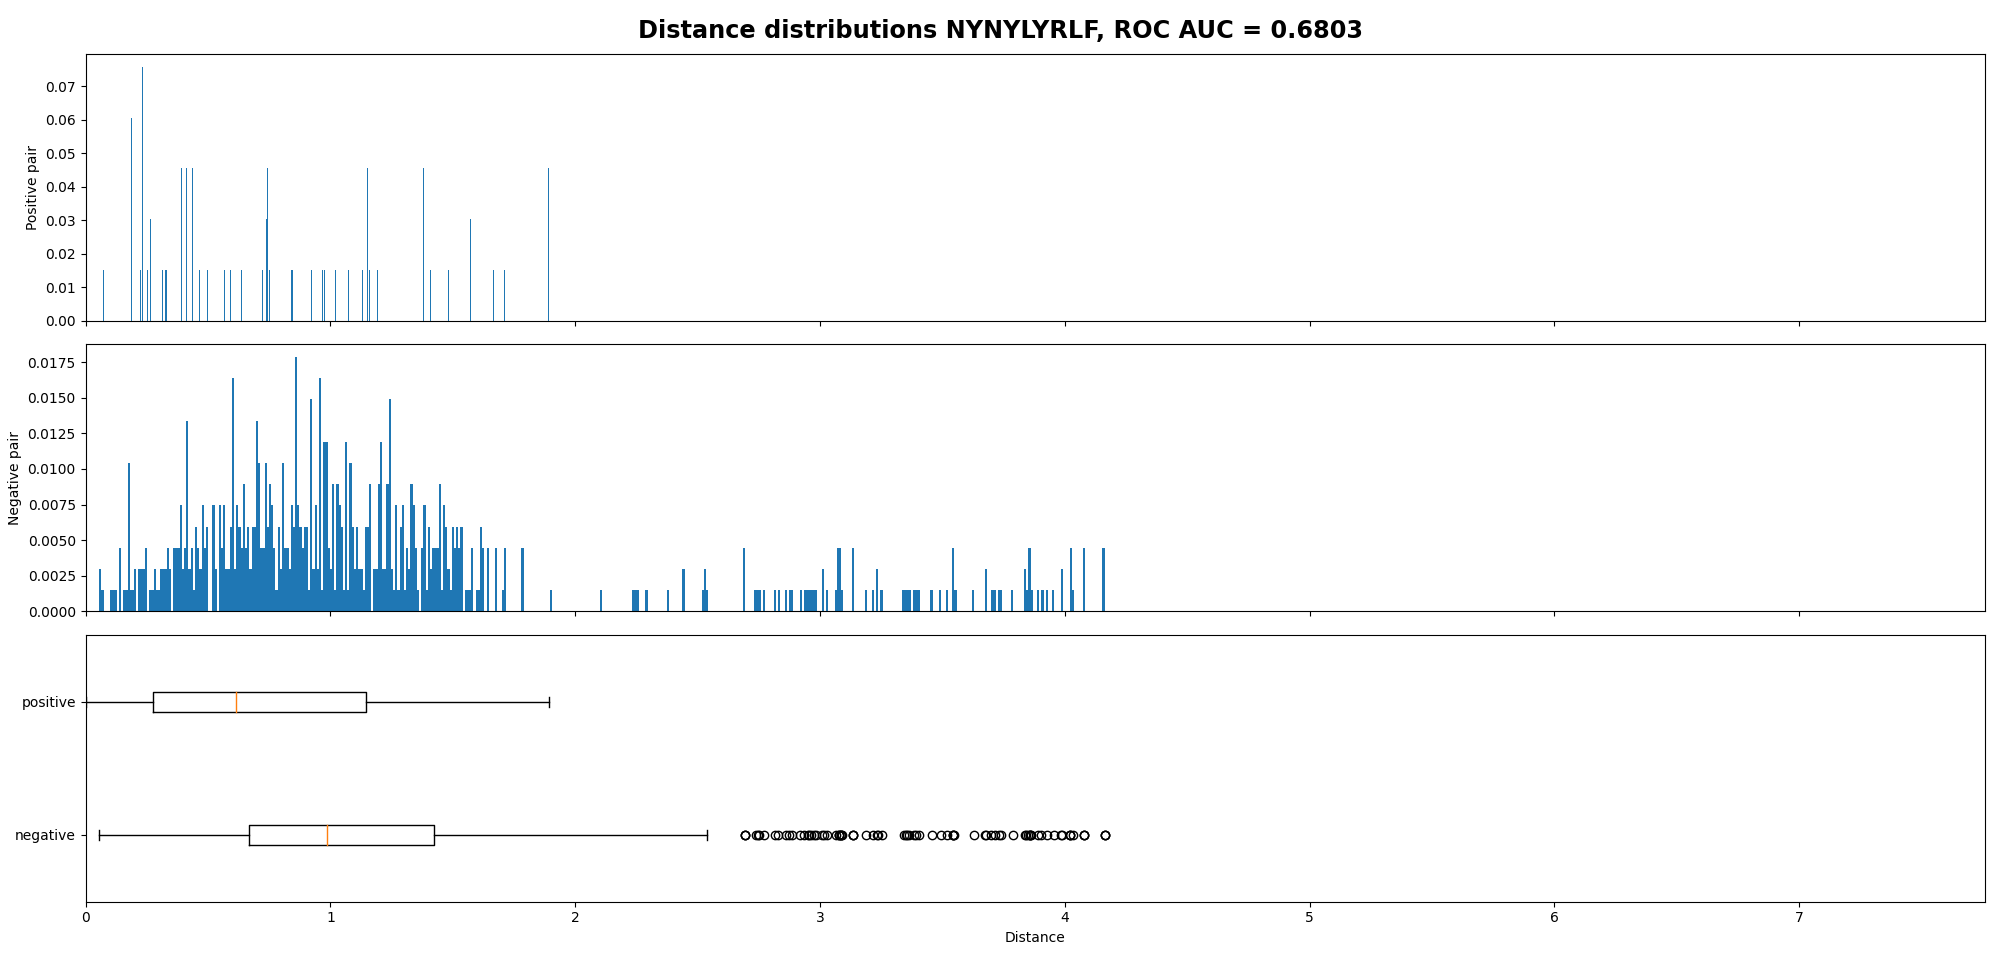 Distance distributions NYNYLYRLF, ROC AUC = 0.6803
0.07
0.06
0.05
0.04
0.03
0.02
0.01
0.00
Positive pair
0.0175
0.0150
0.0125
0.0100
0.0075
0.0050
0.0025
0.0000
Negative pair
positive
negative
0 1 2 3 4 5 6 7
Distance